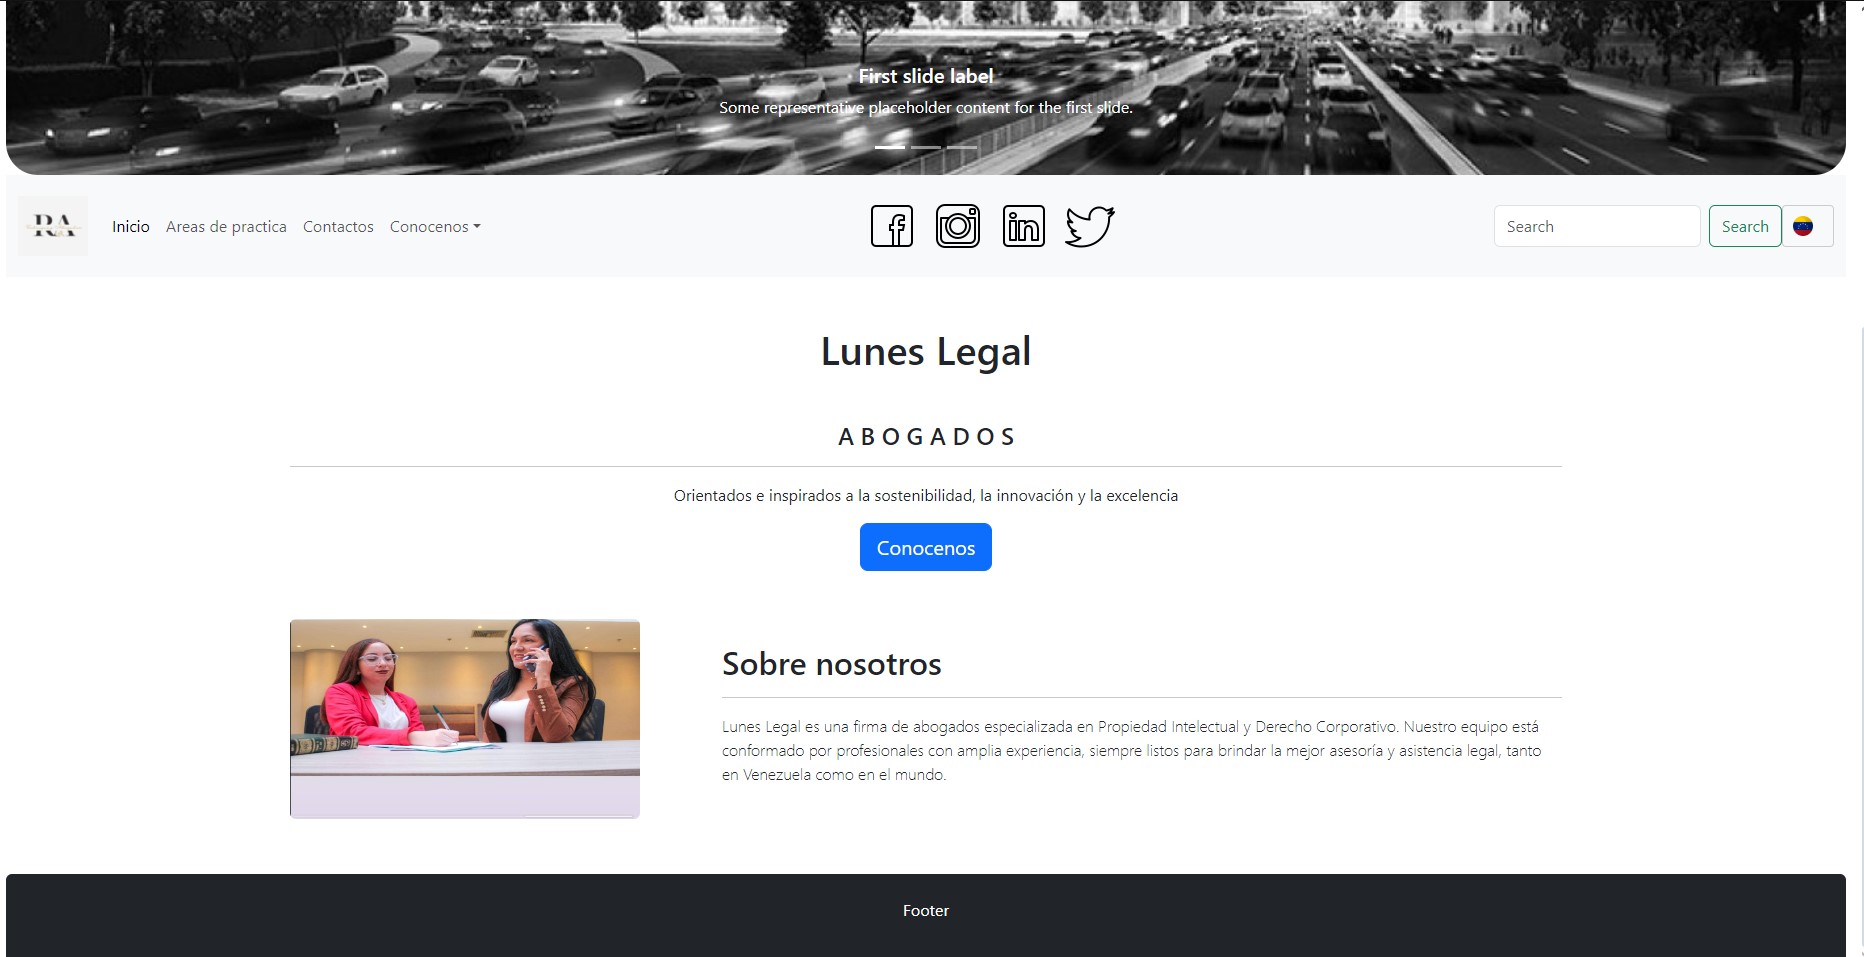 First slide label
Some representative placeholder content for the first slide.
RA
Inicio Areas de practica Contactos Conocenos
Search Search
Lunes Legal
ABOGADOS
Orientados e inspirados a la sostenibilidad, la innovación y la excelencia
Conocenos
Sobre nosotros
Lunes Legal es una firma de abogados especializada en Propiedad Intelectual y Derecho Corporativo. Nuestro equipo está
conformado por profesionales con amplia experiencia, siempre listos para brindar la mejor asesoría y asistencia legal, tanto
en Venezuela como en el mundo.
Footer